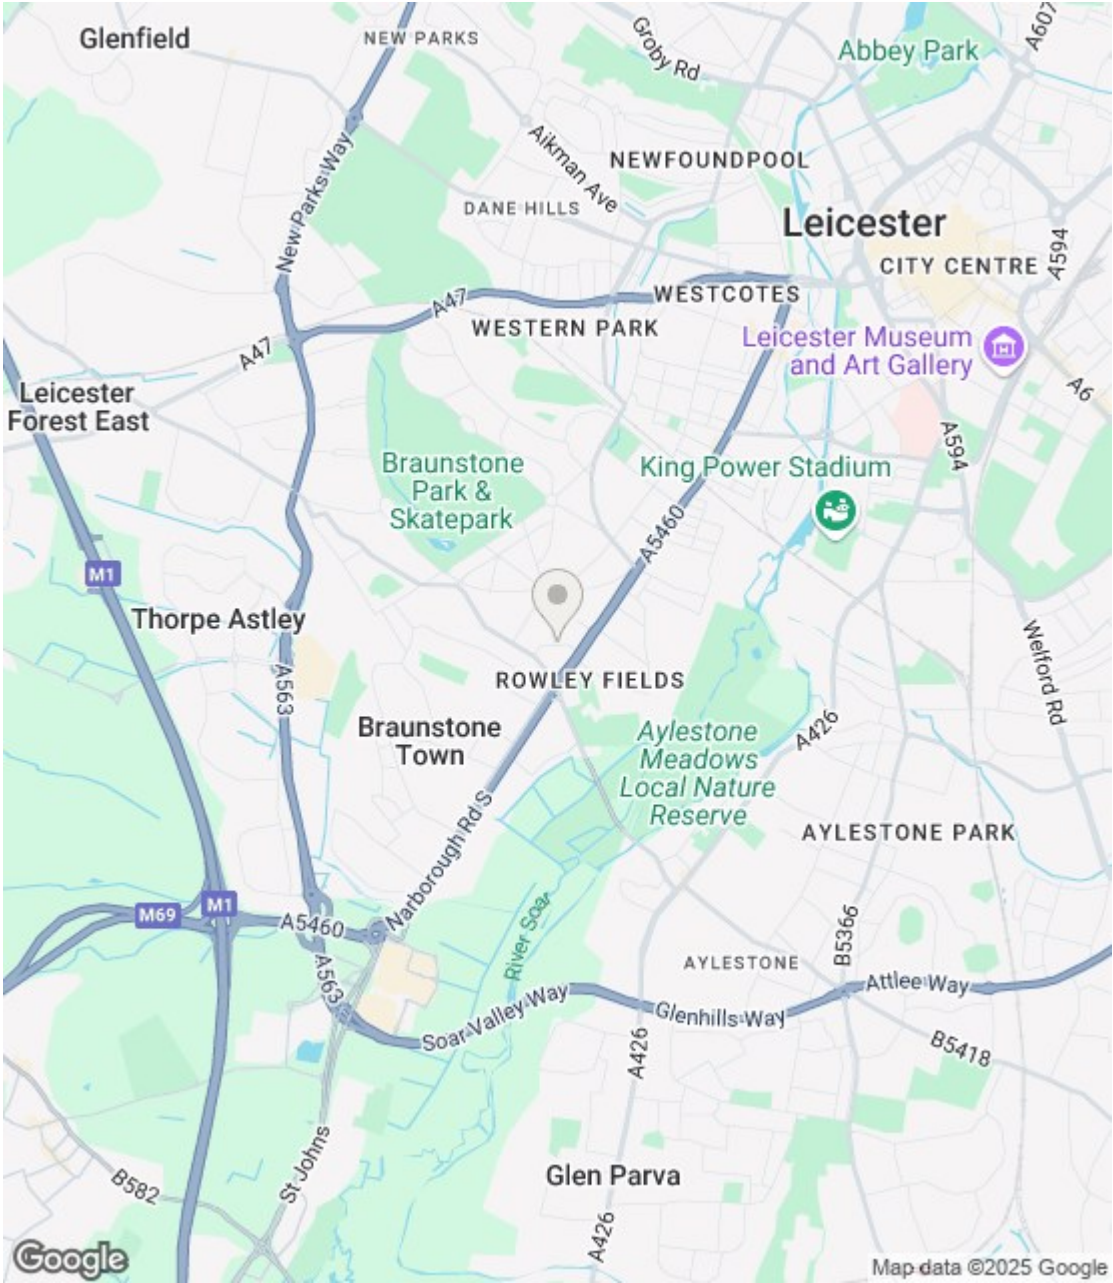 Glenfield
NEW PARKS
Groby Rd
Abbey Park
A607
New Parks Way
Aikman Ave
NEWFOUNDPOOL
DANE HILLS
Leicester
CITY CENTRE
A594
A47
WESTCOTES
WESTERN PARK
A47
Leicester Museum
and Art Gallery
A6
Leicester
Forest East
A594
Braunstone
Park &
Skatepark
King Power Stadium
A5460
M1
Thorpe Astley
A563
ROWLEY FIELDS
Welford Rd
Braunstone
Town
A426
Aylestone
Meadows
Local Nature
Reserve
Narborough Rd S
AYLESTONE PARK
M69
M1
A5460
River Soar
B5366
AYLESTONE
A563
Attlee Way
Soar Valley Way
Glenhills Way
A426
B5418
St Johns
B582
Glen Parva
A426
Google
Map data ©2025 Google